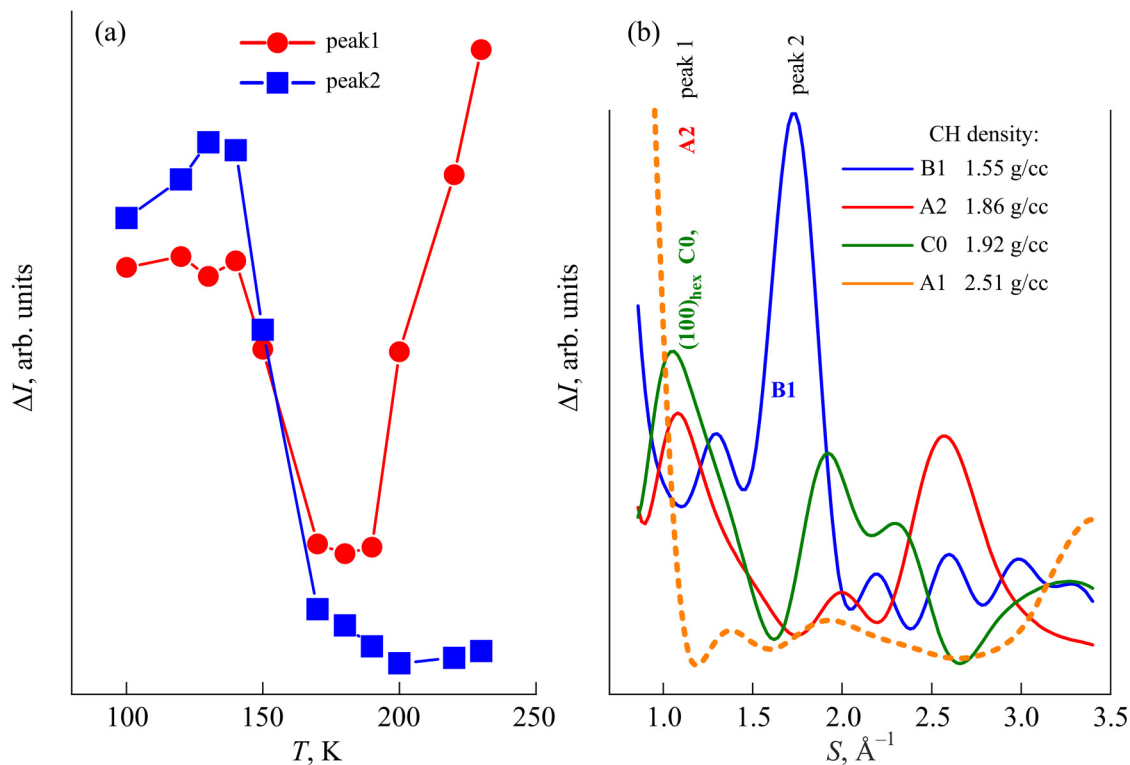 (a)
peak1
peak2
ΔI, arb. units
100
150
200
250
T, K
(b)
peak 1
peak 2
A2
(100)hex C0,
B1
CH density:
B1 1.55 g/cc
A2 1.86 g/cc
C0 1.92 g/cc
A1 2.51 g/cc
ΔI, arb. units
1.0
1.5
2.0
2.5
3.0
3.5
S, Å–1